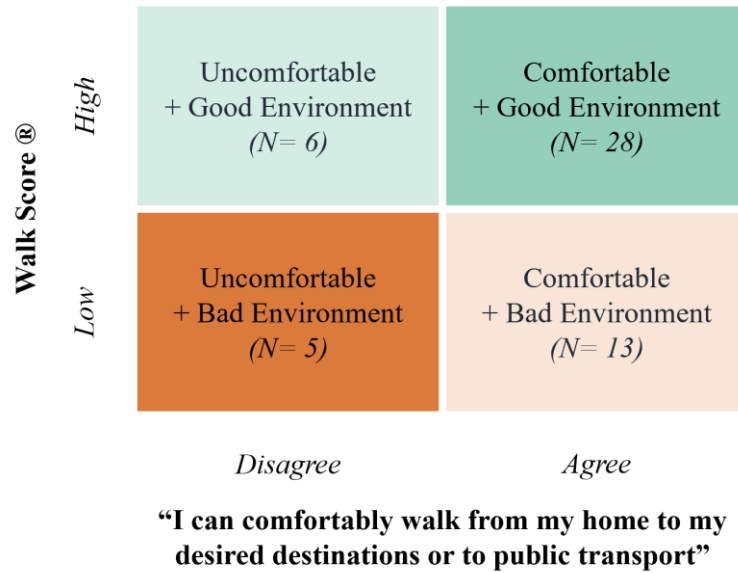 Walk Score ®
High
Uncomfortable
+ Good Environment
(N= 6)
Comfortable
+ Good Environment
(N= 28)
Low
Uncomfortable
+ Bad Environment
(N= 5)
Comfortable
+ Bad Environment
(N= 13)
Disagree
Agree
“I can comfortably walk from my home to my
desired destinations or to public transport”